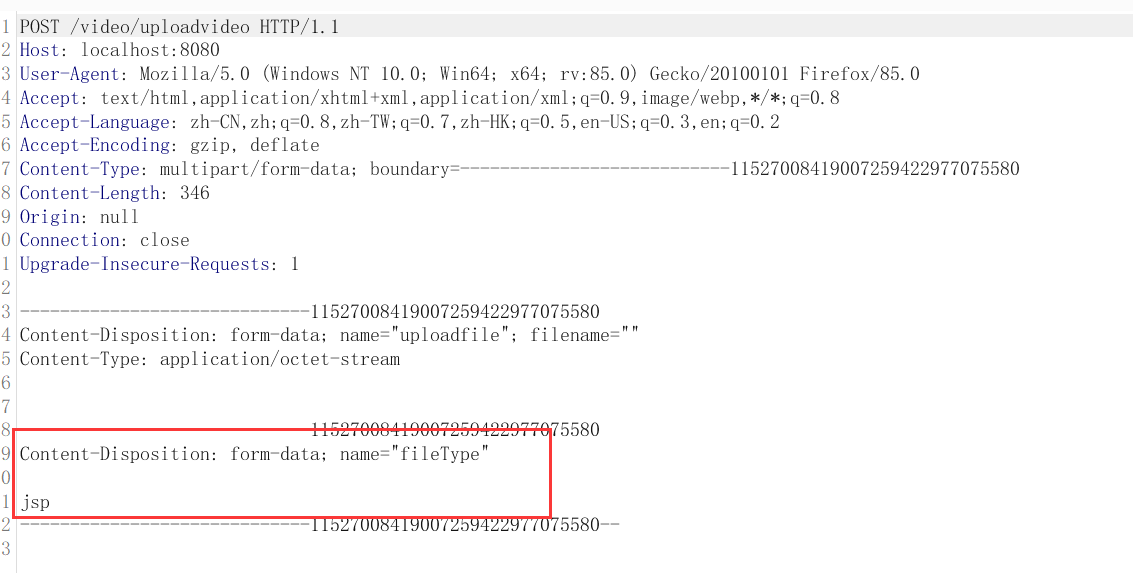 1 POST /video/uploadvideo HTTP/1.1
2 Host: localhost:8080
3 User-Agent: Mozilla/5.0 (Windows NT 10.0; Win64; x64; rv:85.0) Gecko/20100101 Firefox/85.0
4 Accept: text/html,application/xhtml+xml,application/xml;q=0.9,image/webp,*/*;q=0.8
5 Accept-Language: zh-CN,zh;q=0.8,zh-TW;q=0.7,zh-HK;q=0.5,en-US;q=0.3,en;q=0.2
6 Accept-Encoding: gzip, deflate
7 Content-Type: multipart/form-data; boundary=---------------------------11527008419007259422977075580
8 Content-Length: 346
9 Origin: null
0 Connection: close
1 Upgrade-Insecure-Requests: 1
2
3 -----------------------------11527008419007259422977075580
4 Content-Disposition: form-data; name="uploadfile"; filename=""
5 Content-Type: application/octet-stream
6
7
8 -----------------------------11527008419007259422977075580
9 Content-Disposition: form-data; name="fileType"
0
1 jsp
2 -----------------------------11527008419007259422977075580--
3